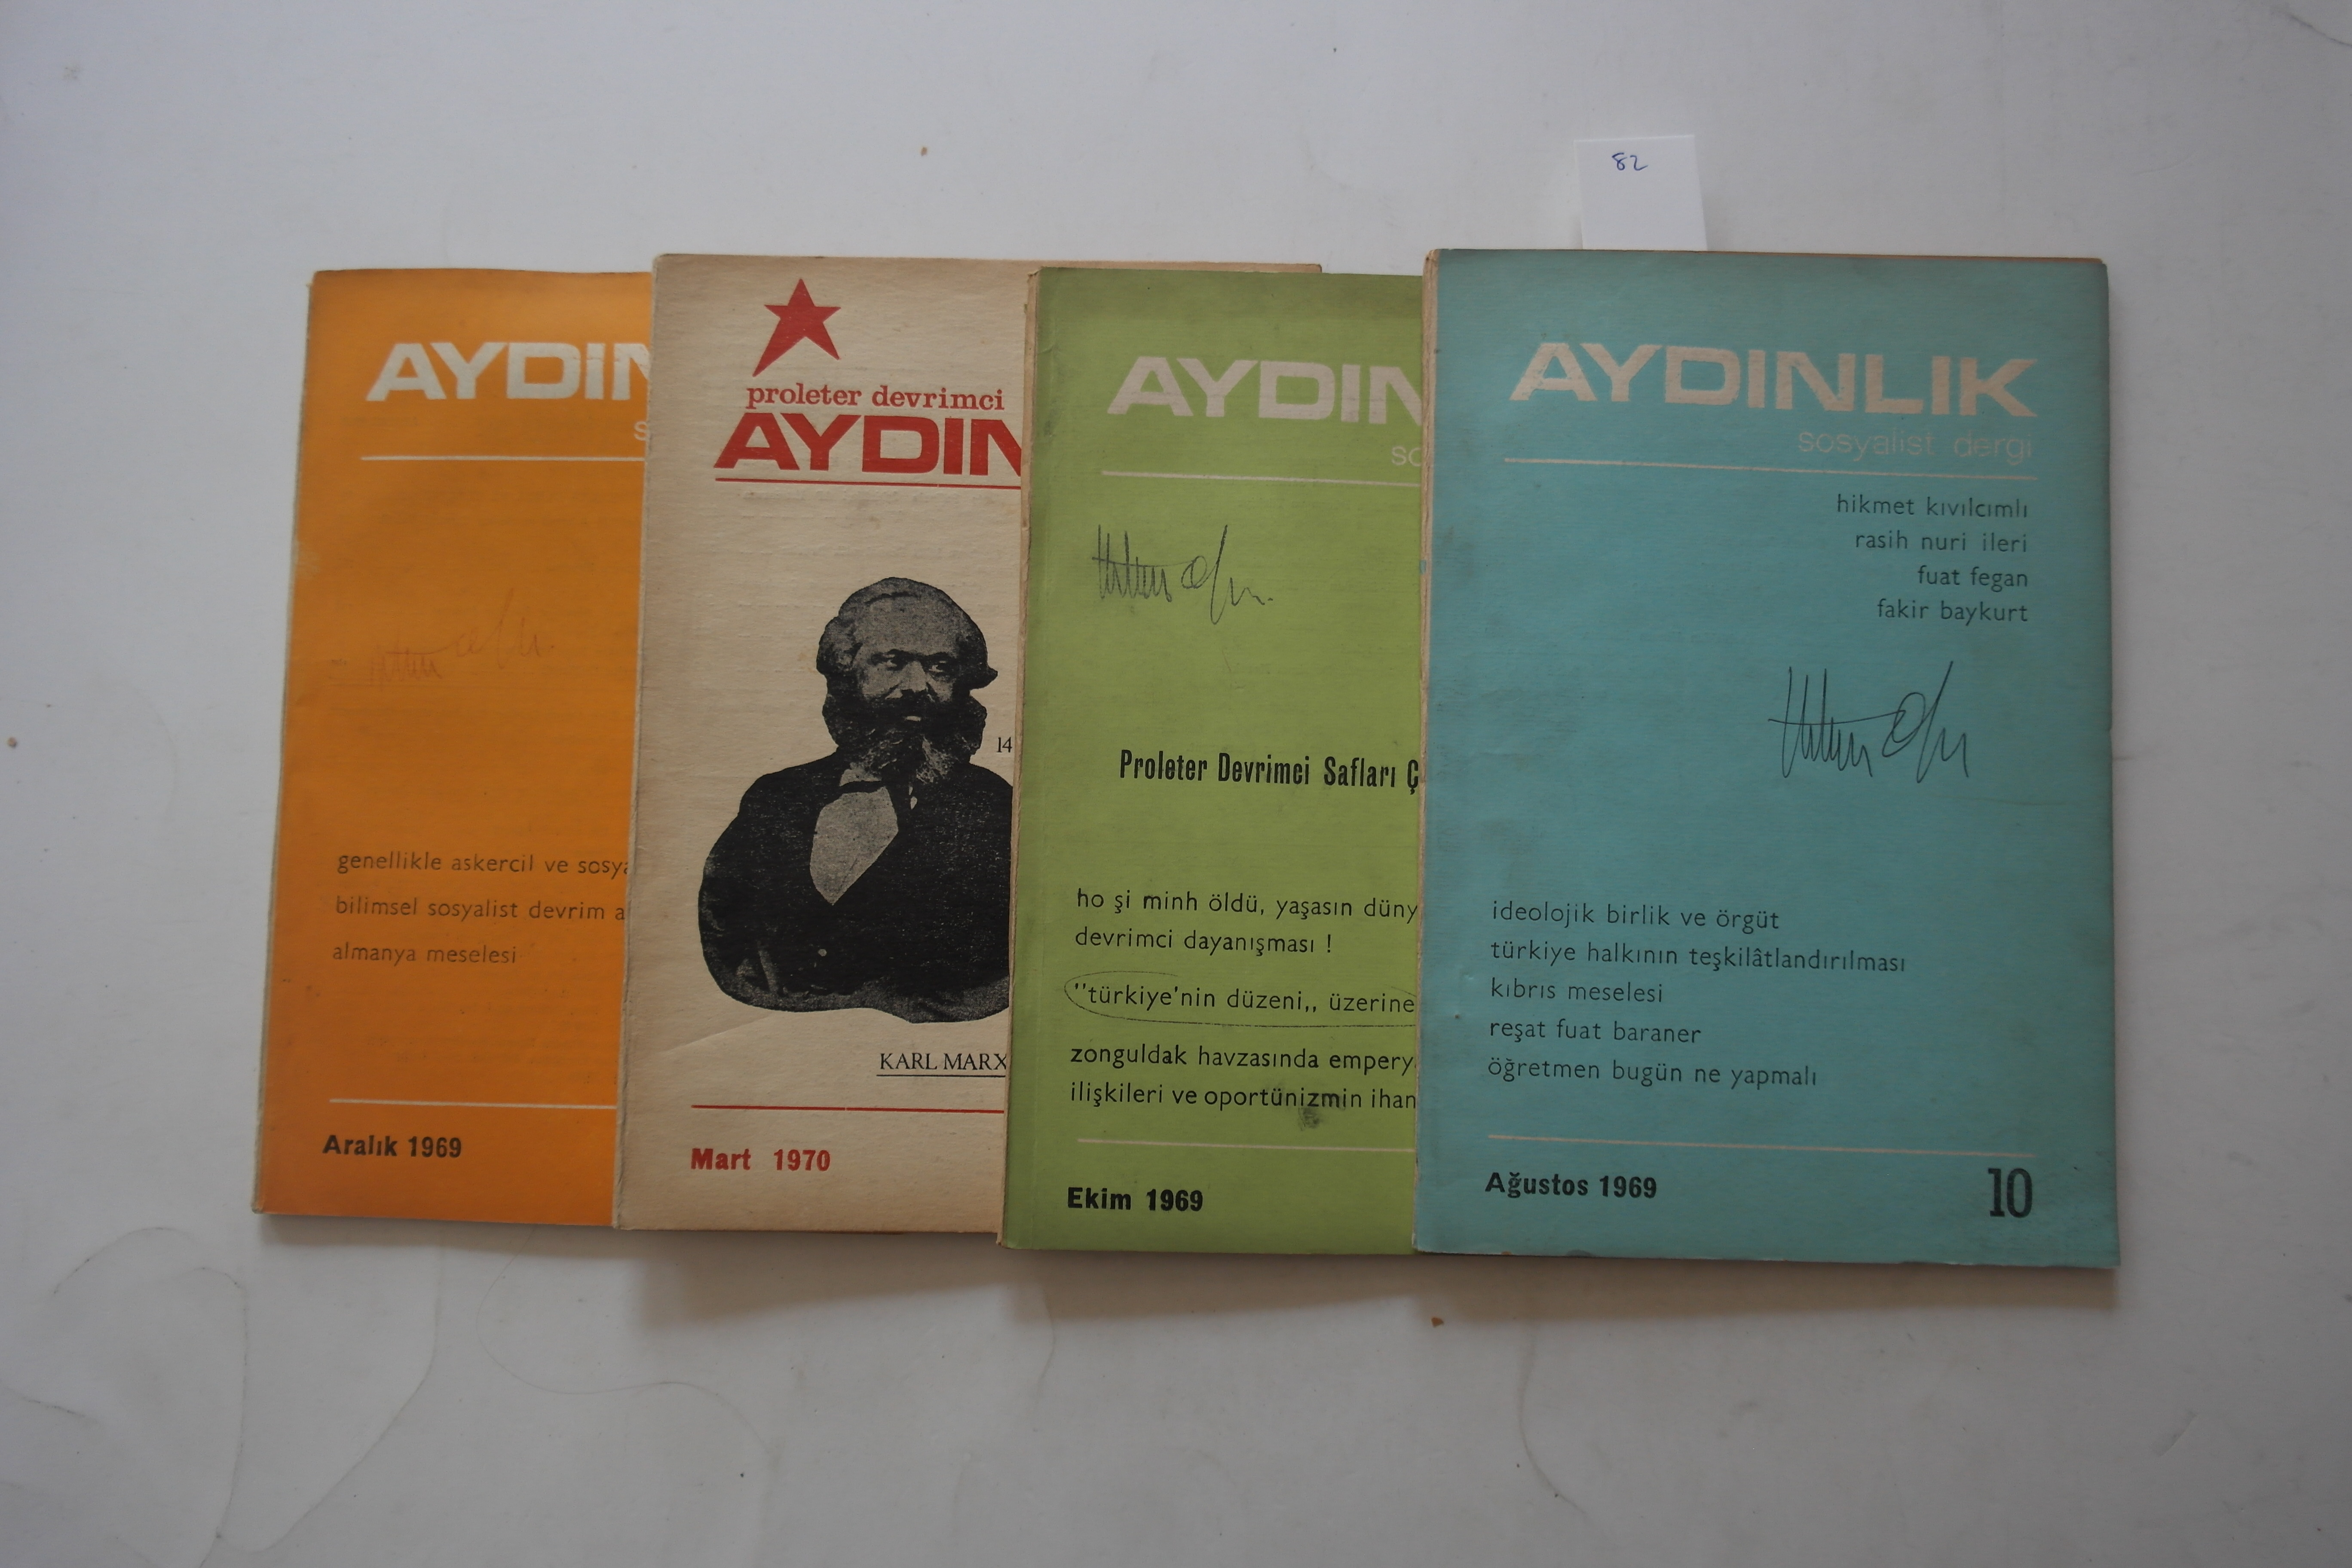 82
AYDIN
s
genellikle askercil ve sosya
bilimsel sosyalist devrim a
almanya meselesi
Aralık 1969
proleter devrimci
AYDIN
14
KARL MARX
Mart 1970
AYDIN
so
Proleter Devrimci Safları Ç
ho şi minh öldü, yaşasın düny
devrimci dayanışması !
"türkiye'nin düzeni,, üzerine
zonguldak havzasında empery
ilişkileri ve oportünizmin ihan
Ekim 1969
AYDINLIK
sosyalist dergi
hikmet kıvılcımlı
rasih nuri ileri
fuat fegan
fakir baykurt
ideolojik birlik ve örgüt
türkiye halkının teşkilâtlandırılması
kıbrıs meselesi
reşat fuat baraner
öğretmen bugün ne yapmalı
Ağustos 1969
10